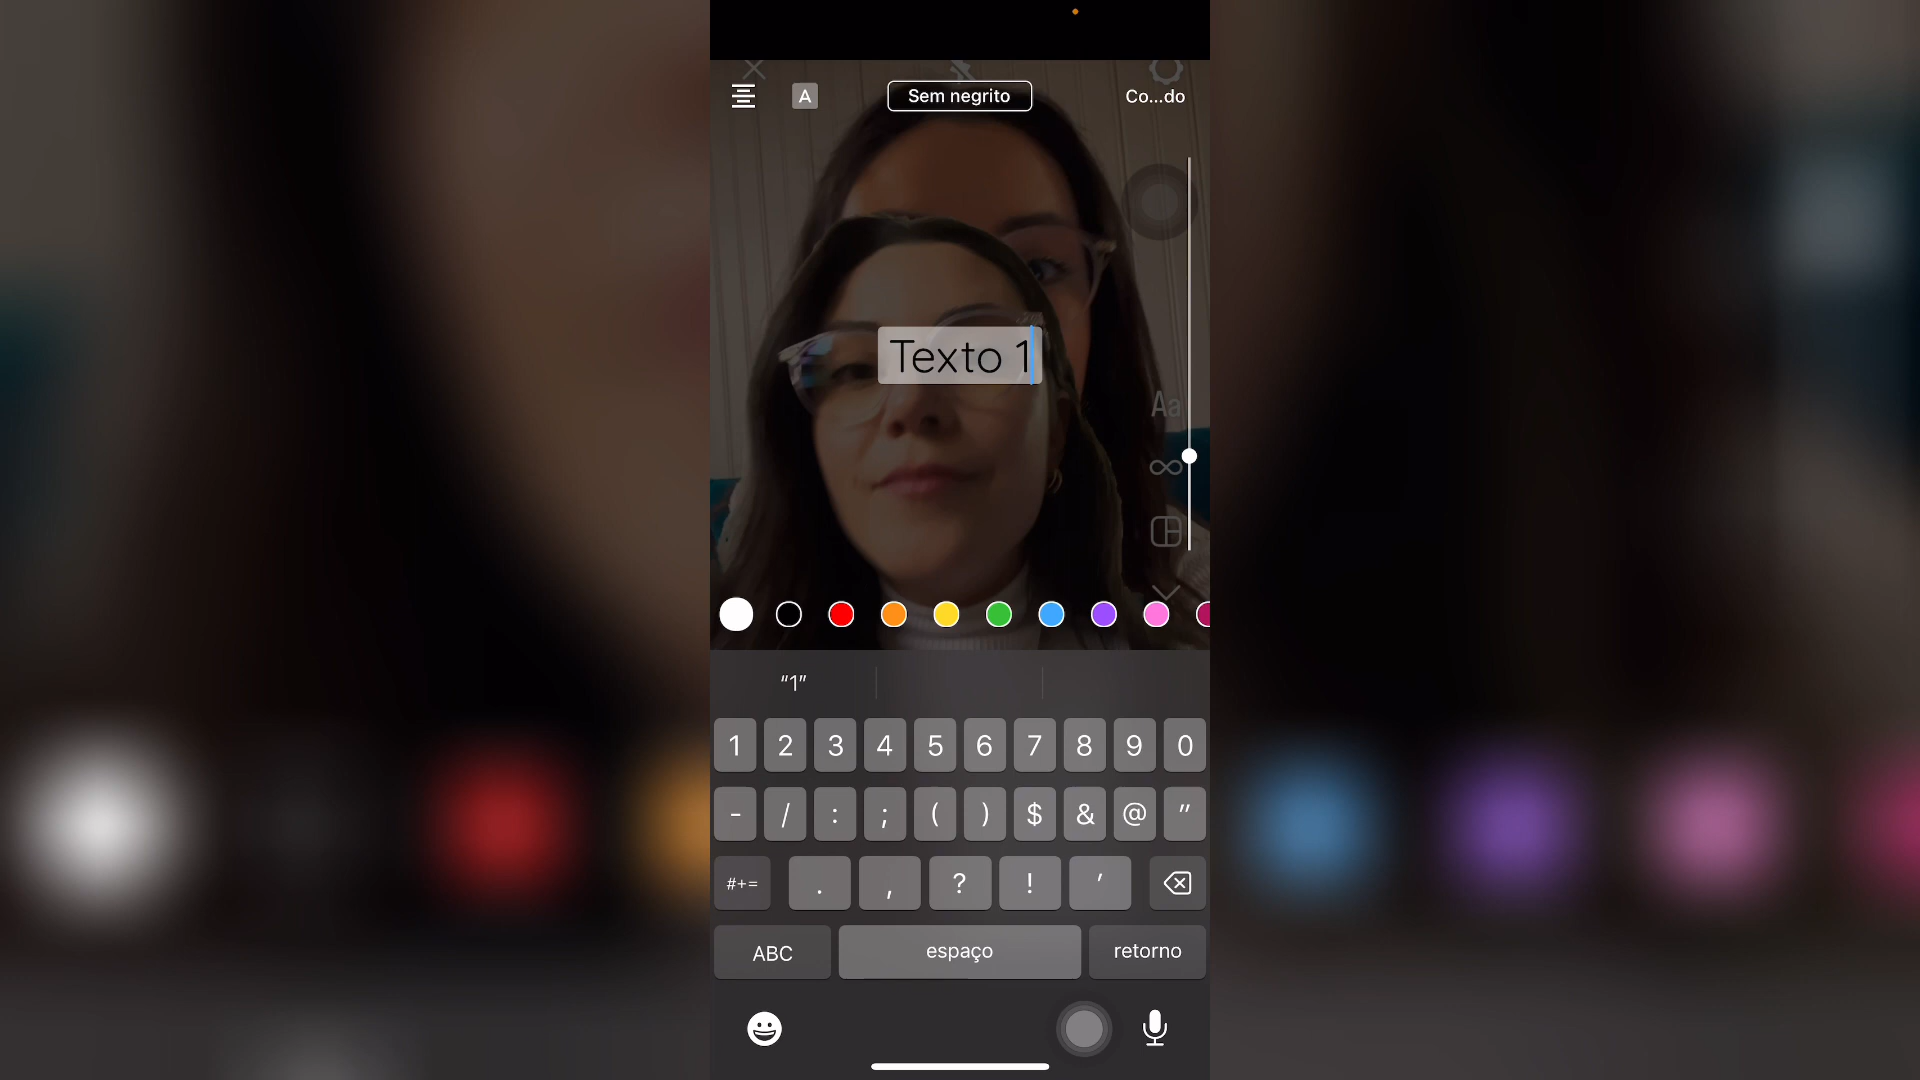 A
Sem negrito
Co...do
Texto 1
Aa
“1”
1 2 3 4 5 6 7 8 9 0
- / : ; ( ) $ & @ "
#+= . , ? ! '
ABC espaço retorno